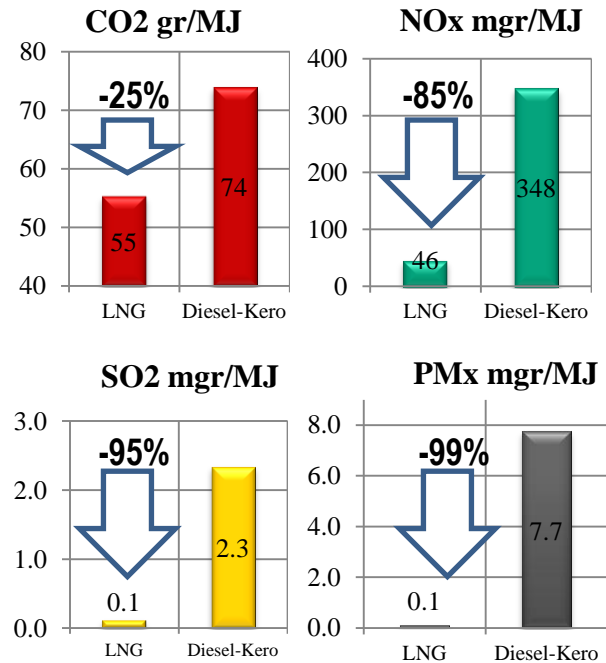 CO2 gr/MJ
80
70
60
50
40
-25%
55
74
LNG
Diesel-Kero
NOx mgr/MJ
400
300
200
100
0
-85%
46
348
LNG
Diesel-Kero
SO2 mgr/MJ
3.0
2.0
1.0
0.0
-95%
0.1
2.3
LNG
Diesel-Kero
PMx mgr/MJ
8.0
6.0
4.0
2.0
0.0
-99%
0.1
7.7
LNG
Diesel-Kero